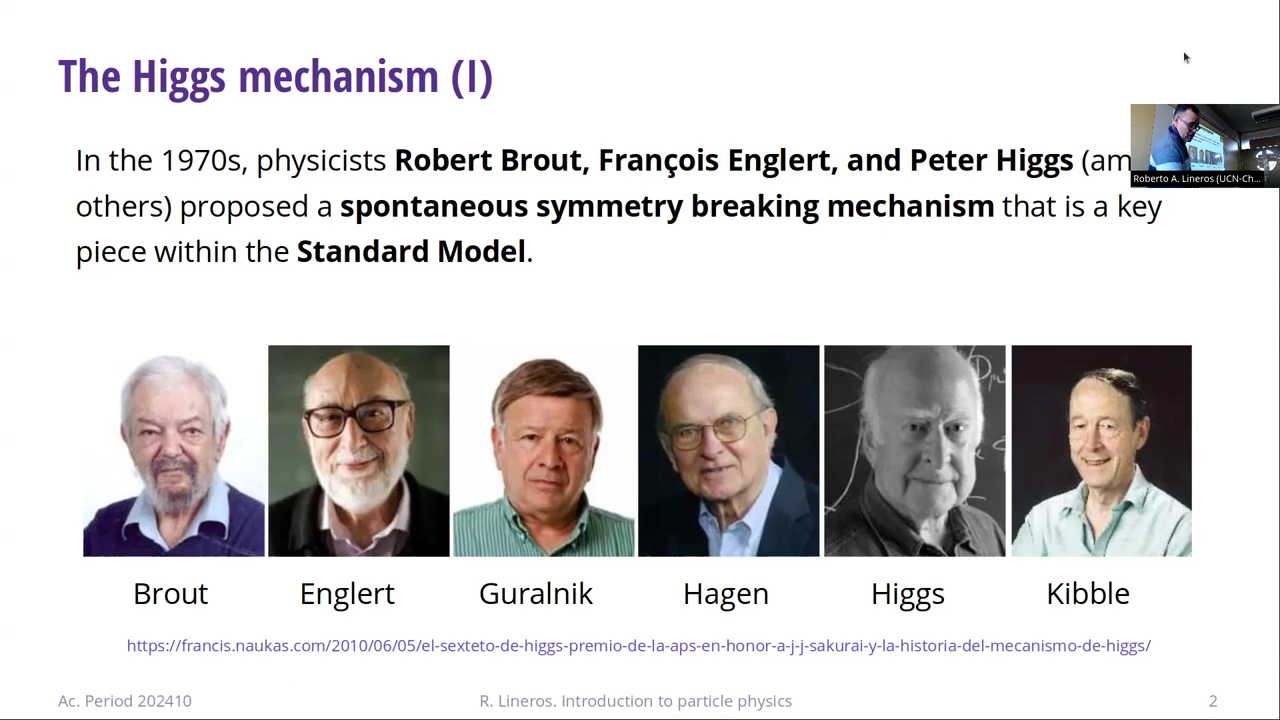 The Higgs mechanism (I)
In the 1970s, physicists Robert Brout, François Englert, and Peter Higgs (am
others) proposed a spontaneous symmetry breaking mechanism that is a key
piece within the Standard Model.
Roberto A. Lineros (UCN-Ch...
Brout
Englert
Guralnik
Hagen
Higgs
Kibble
https://francis.naukas.com/2010/06/05/el-sexteto-de-higgs-premio-de-la-aps-en-honor-a-j-j-sakurai-y-la-historia-del-mecanismo-de-higgs/
Ac. Period 202410
R. Lineros. Introduction to particle physics
2